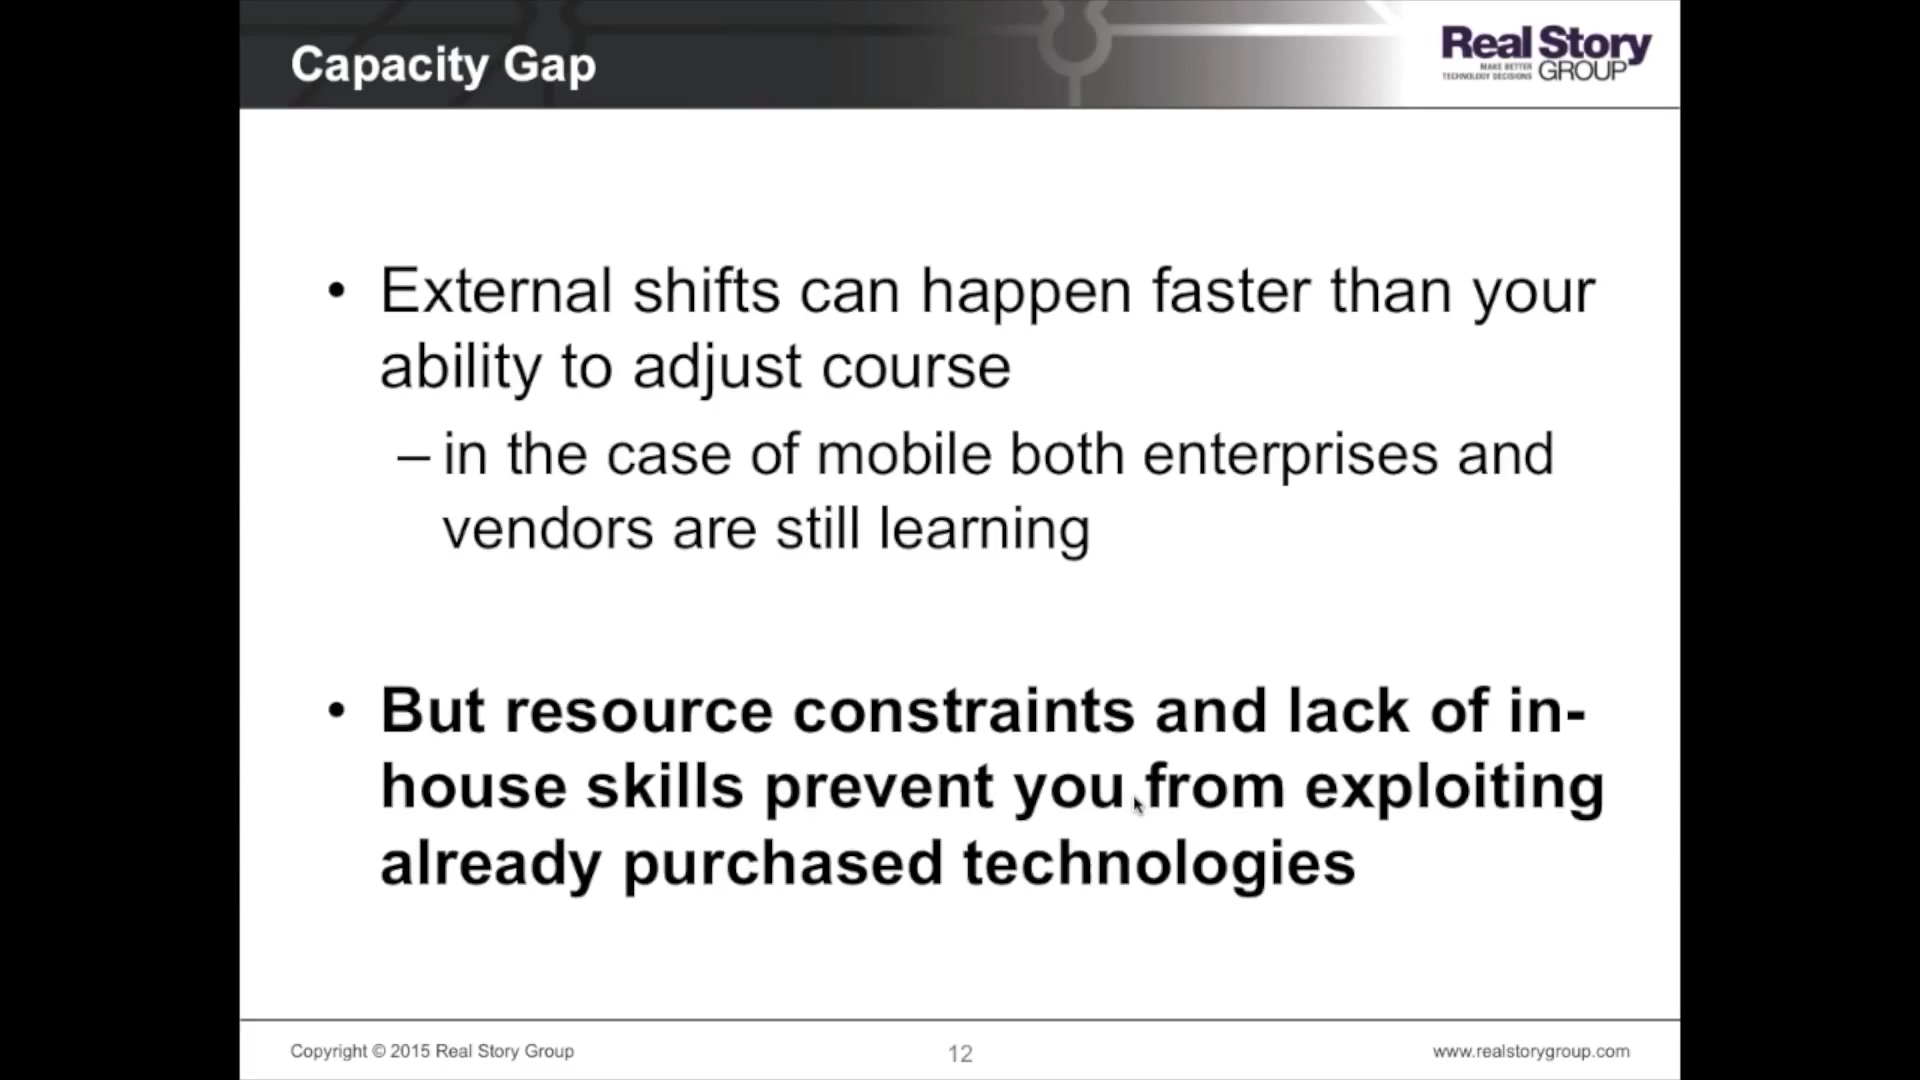 Capacity Gap
Real Story
MAKE BETTER
TECHNOLOGY DECISIONS
GROUP
• External shifts can happen faster than your
ability to adjust course
– in the case of mobile both enterprises and
vendors are still learning
• But resource constraints and lack of in-
house skills prevent you from exploiting
already purchased technologies
Copyright © 2015 Real Story Group
12
www.realstorygroup.com